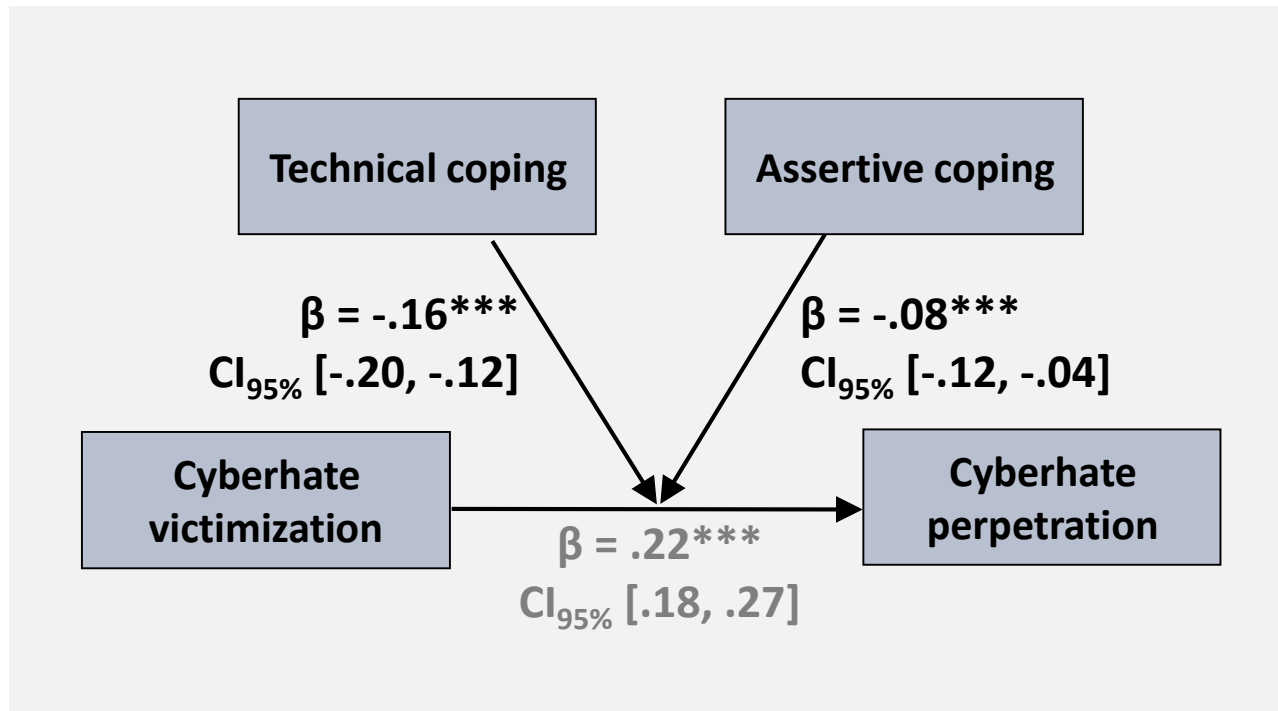 Technical coping
Assertive coping
β = -.16***
CI95% [-.20, -.12]
β = -.08***
CI95% [-.12, -.04]
Cyberhate
victimization
Cyberhate
perpetration
β = .22***
CI95% [.18, .27]